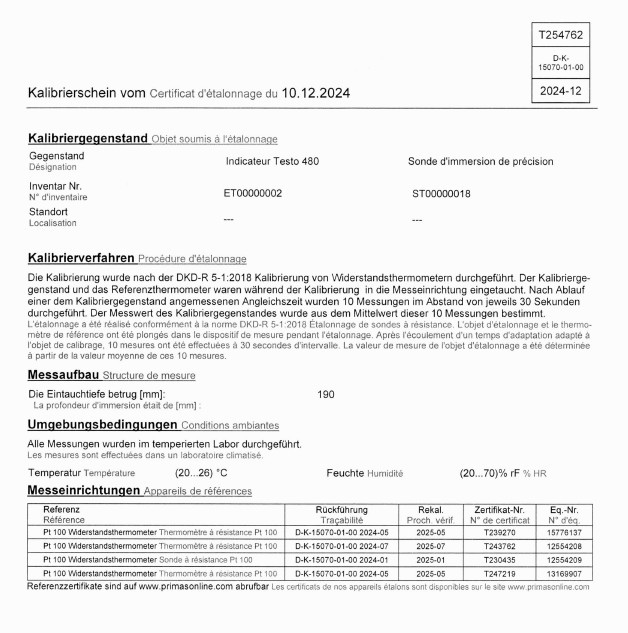 T254762
D-K-
15070-01-00
Kalibrierschein vom Certificat d'étalonnage du 10.12.2024
2024-12
Kalibriergegenstand Objet soumis à l'étalonnage
Gegenstand
Désignation
Indicateur Testo 480
Sonde d'immersion de précision
Inventar Nr.
N° d'inventaire
ET00000002
ST00000018
Standort
Localisation
---
---
Kalibrierverfahren Procédure d'étalonnage
Die Kalibrierung wurde nach der DKD-R 5-1:2018 Kalibrierung von Widerstandsthermometern durchgeführt. Der Kalibrierge-
genstand und das Referenzthermometer waren während der Kalibrierung in die Messeinrichtung eingetaucht. Nach Ablauf
einer dem Kalibriergegenstand angemessenen Angleichszeit wurden 10 Messungen im Abstand von jeweils 30 Sekunden
durchgeführt. Der Messwert des Kalibriergegenstandes wurde aus dem Mittelwert dieser 10 Messungen bestimmt.
L'étalonnage a été réalisé conformément à la norme DKD-R 5-1:2018 Étalonnage de sondes à résistance. L'objet d'étalonnage et le thermo-
mètre de référence ont été plongés dans le dispositif de mesure pendant l'étalonnage. Après l'écoulement d'un temps d'adaptation adapté à
l'objet de calibrage, 10 mesures ont été effectuées à 30 secondes d'intervalle. La valeur de mesure de l'objet d'étalonnage a été déterminée
à partir de la valeur moyenne de ces 10 mesures.
Messaufbau Structure de mesure
Die Eintauchtiefe betrug [mm]: 190
La profondeur d'immersion était de [mm] :
Umgebungsbedingungen Conditions ambiantes
Alle Messungen wurden im temperierten Labor durchgeführt.
Les mesures sont effectuées dans un laboratoire climatisé.
Temperatur Température (20...26) °C Feuchte Humidité (20...70)% rF % HR
Messeinrichtungen Appareils de références
Referenz Rückführung Rekal. Zertifikat-Nr. Eq.-Nr.
Référence Traçabilité Proch. vérif. N° de certificat N° d'éq.
Pt 100 Widerstandsthermometer Thermomètre à résistance Pt 100 D-K-15070-01-00 2024-05 2025-05 T239270 15776137
Pt 100 Widerstandsthermometer Thermomètre à résistance Pt 100 D-K-15070-01-00 2024-07 2025-07 T243762 12554208
Pt 100 Widerstandsthermometer Sonde à résistance Pt 100 D-K-15070-01-00 2024-01 2025-01 T230435 12554209
Pt 100 Widerstandsthermometer Thermomètre à résistance Pt 100 D-K-15070-01-00 2024-05 2025-05 T247219 13169907
Referenzzertifikate sind auf www.primasonline.com abrufbar Les certificats de nos appareils étalons sont disponibles sur le site www.primasonline.com